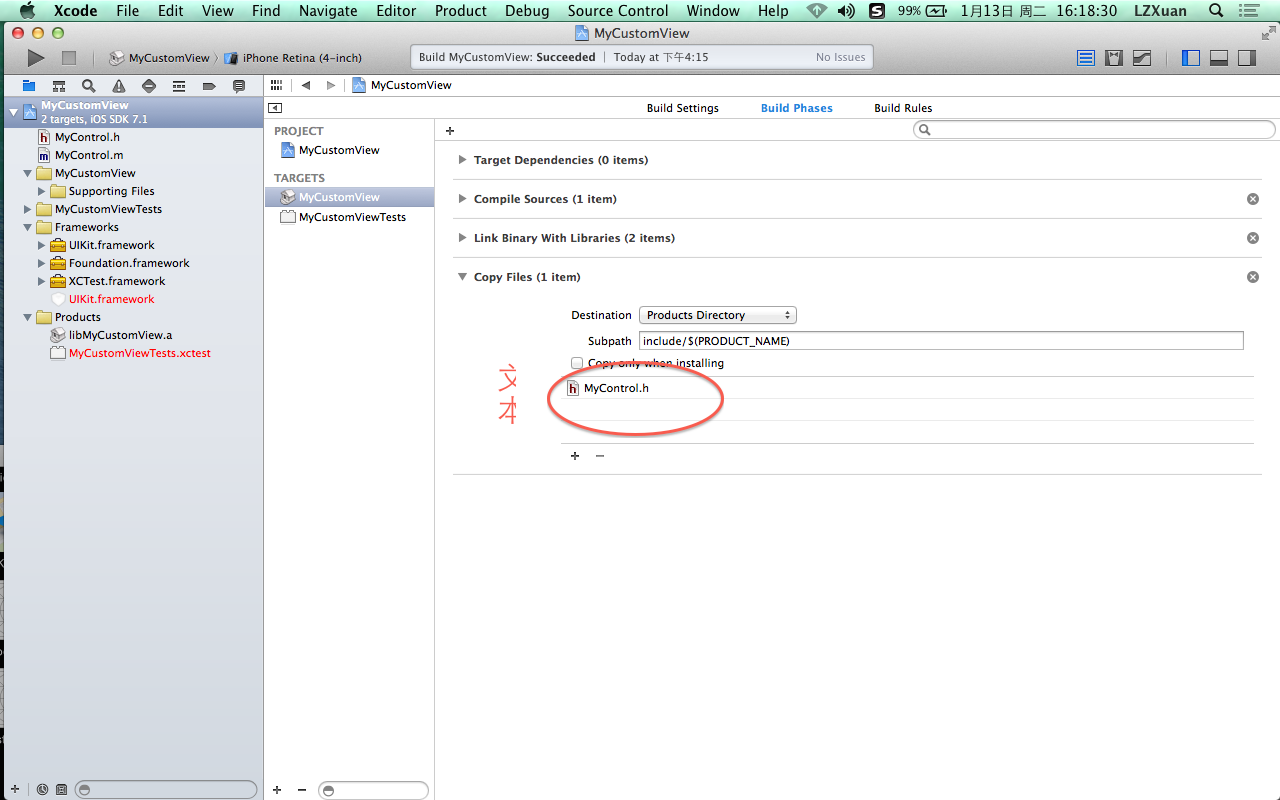 Xcode File Edit View Find Navigate Editor Product Debug Source Control Window Help 99% 1月13日 周二 16:18:30 LZXuan
MyCustomView
MyCustomView iPhone Retina (4-inch)
Build MyCustomView: Succeeded Today at 下午4:15 No Issues
MyCustomView
MyCustomView
2 targets, iOS SDK 7.1
MyControl.h
MyControl.m
MyCustomView
Supporting Files
MyCustomViewTests
Frameworks
UIKit.framework
Foundation.framework
XCTest.framework
UIKit.framework
Products
libMyCustomView.a
MyCustomViewTests.xctest
PROJECT
MyCustomView
TARGETS
MyCustomView
MyCustomViewTests
Build Settings Build Phases Build Rules
Target Dependencies (0 items)
Compile Sources (1 item)
Link Binary With Libraries (2 items)
Copy Files (1 item)
Destination Products Directory
Subpath include/$(PRODUCT_NAME)
Copy only when installing
MyControl.h
文
本